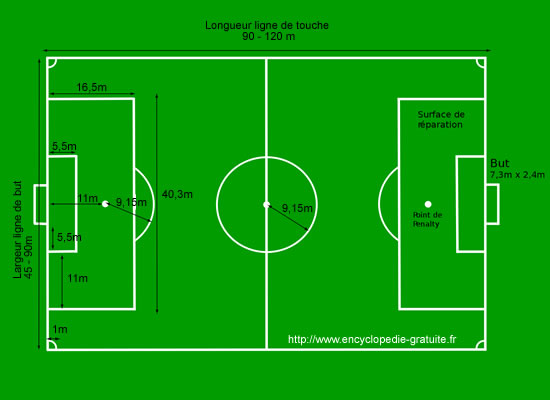 Longueur ligne de touche
90 - 120 m
16,5m
Surface de
réparation
5,5m
But
7,3m x 2,4m
Largeur ligne de but
45 - 90m
11m
9,15m
40,3m
9,15m
Point de
Penalty
5,5m
11m
1m
http://www.encyclopedie-gratuite.fr